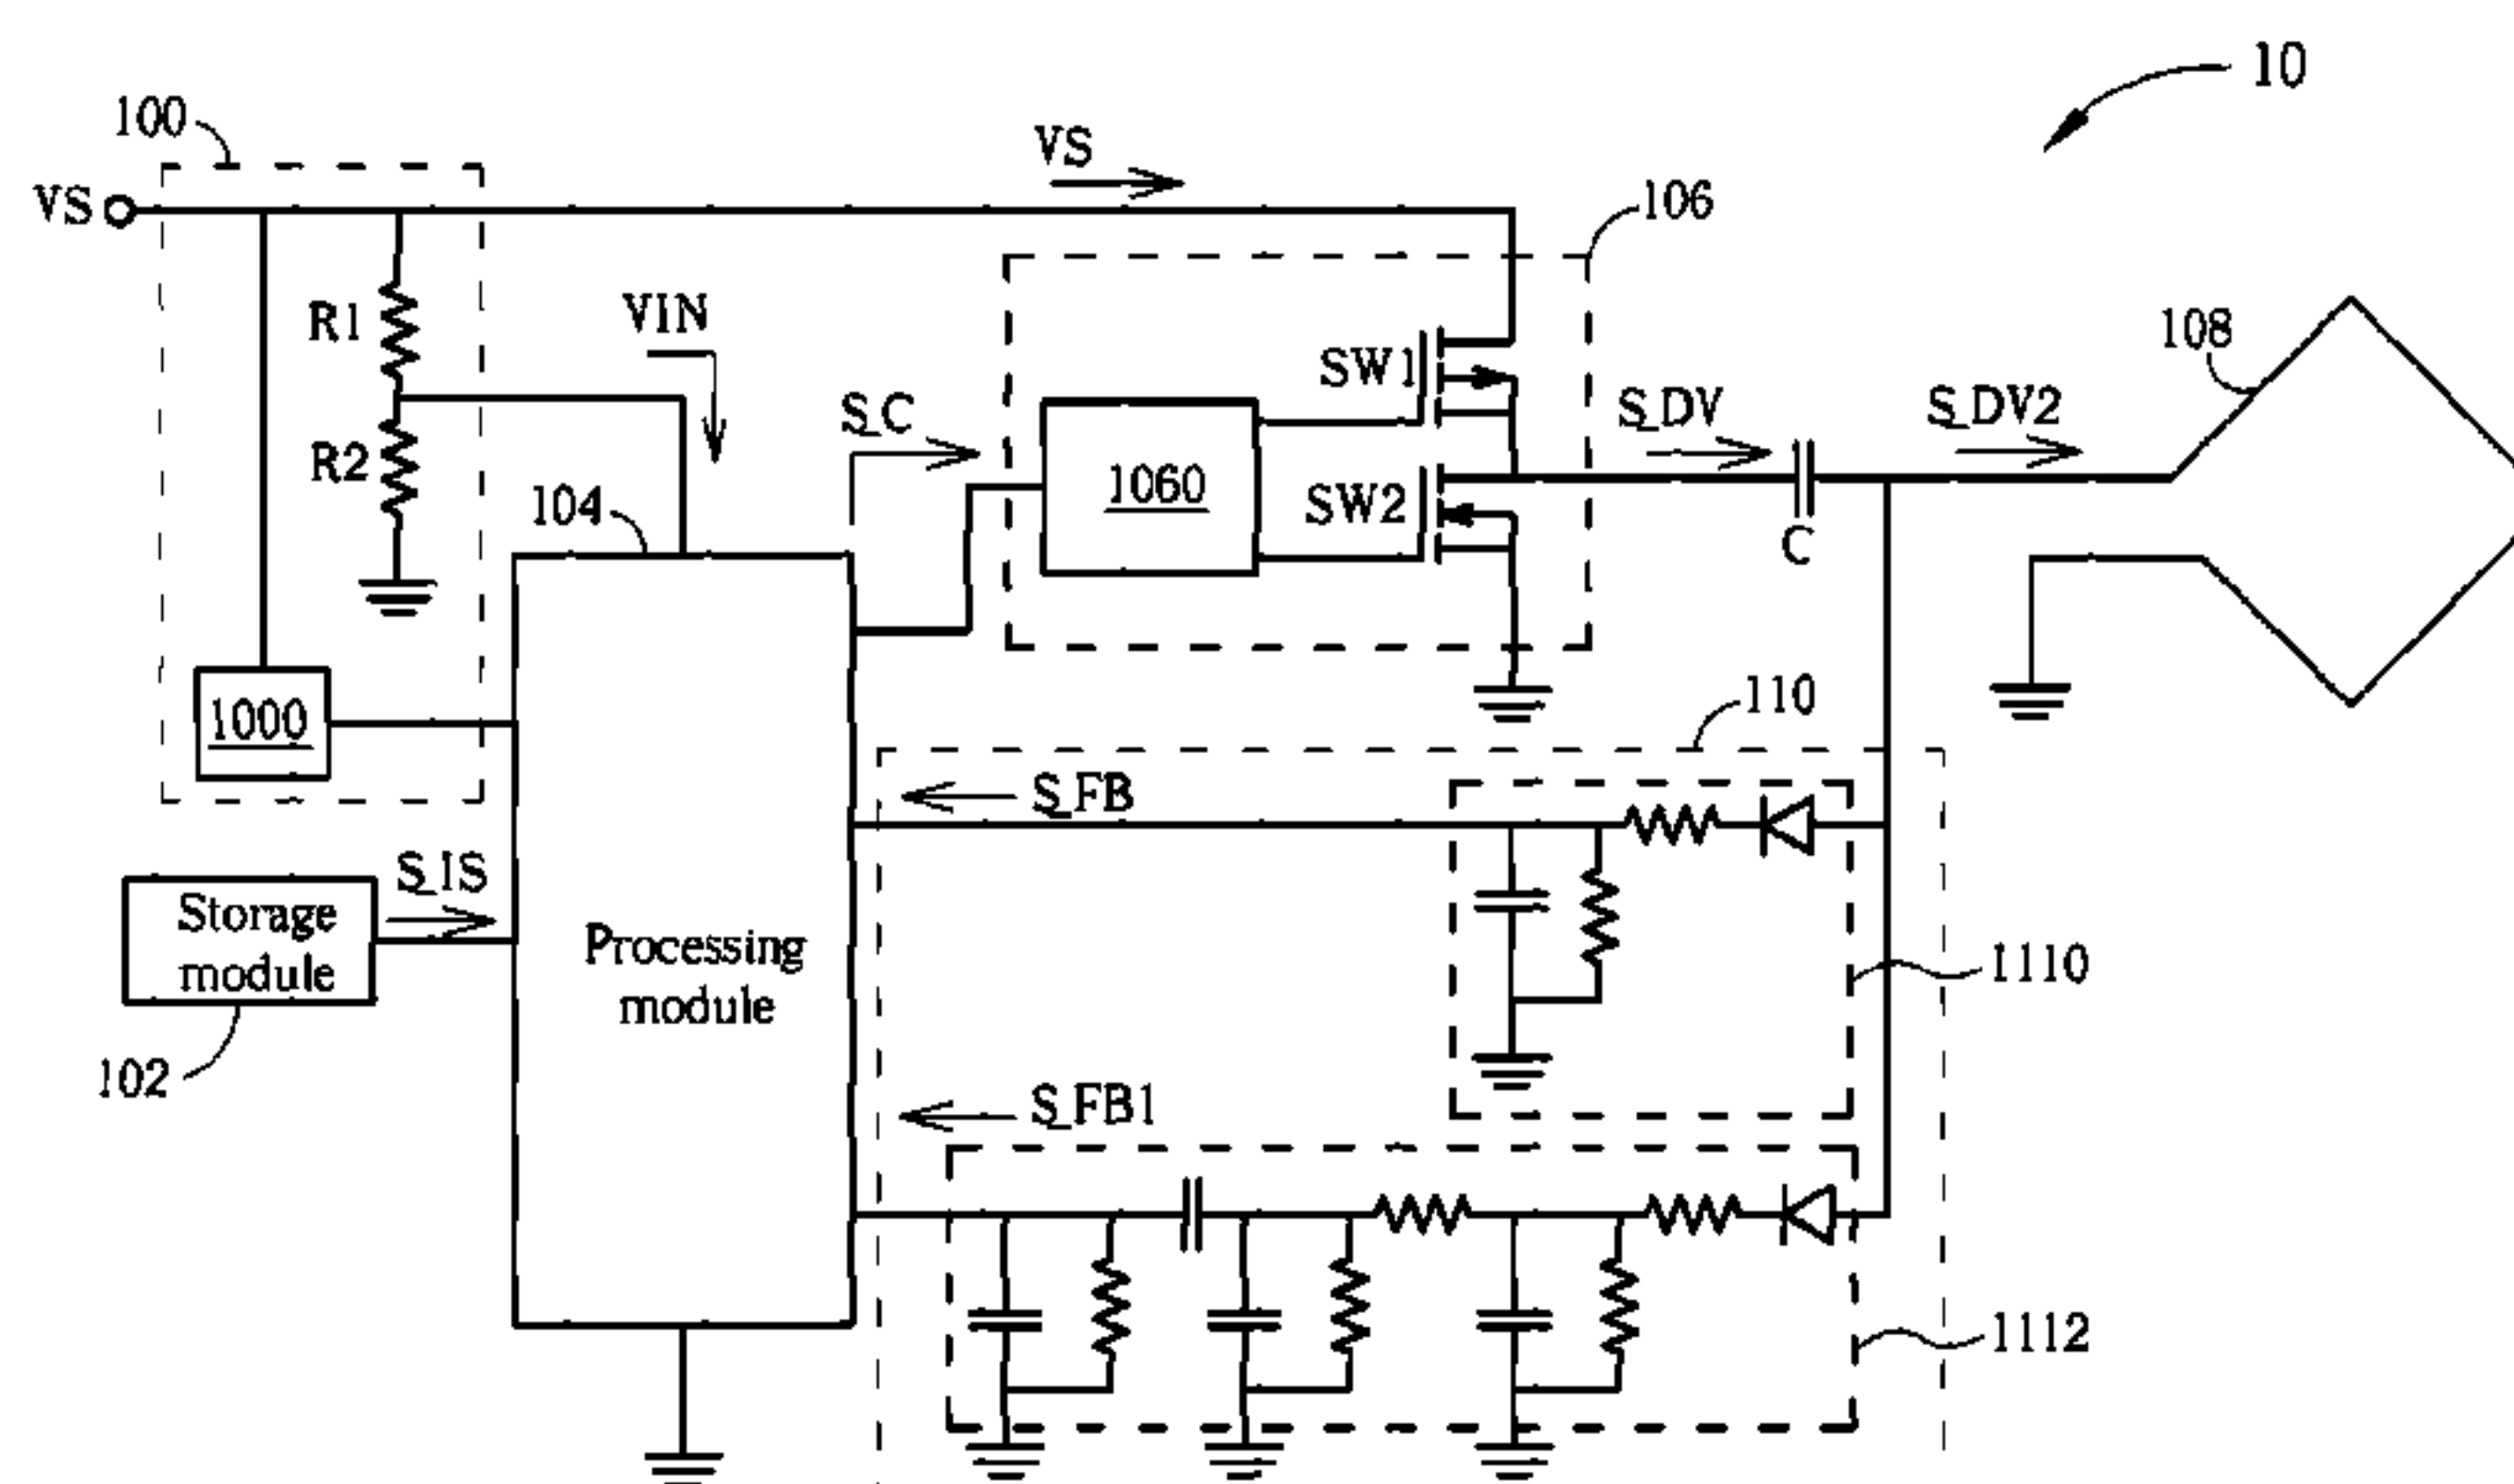 10
100
VS
VS
106
R1
VIN
108
SW1
S_C
S_DV
S_DV2
R2
1060
104
SW2
C
1000
110
S_FB
S_IS
Storage
module
Processing
module
1110
102
S_FB1
1112